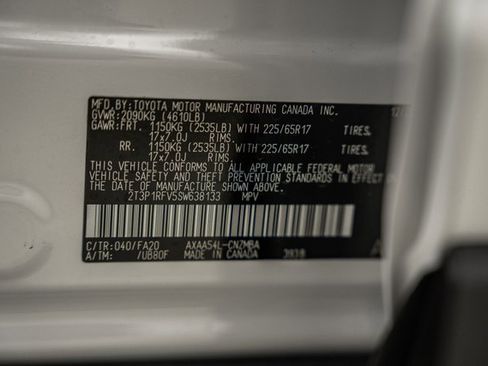 MFD.BY:TOYOTA MOTOR MANUFACTURING CANADA INC. 12/
GVWR:2090KG (4610LB)
GAWR:FRT. 1150KG (2535LB) WITH 225/65R17 TIRES.
17x7.0J RIMS.
RR. 1150KG (2535LB) WITH 225/65R17 TIRES.
17x7.0J RIMS.
THIS VEHICLE CONFORMS TO ALL APPLICABLE FEDERAL MOTOR
VEHICLE SAFETY AND THEFT PREVENTION STANDARDS IN EFFECT
ON THE DATE OF MANUFACTURE SHOWN ABOVE.
2T3P1RFV5SW638133 MPV
C/TR:040/FA20 AXAA54L-CNZMBA A
A/TM: /UB80F MADE IN CANADA 3938